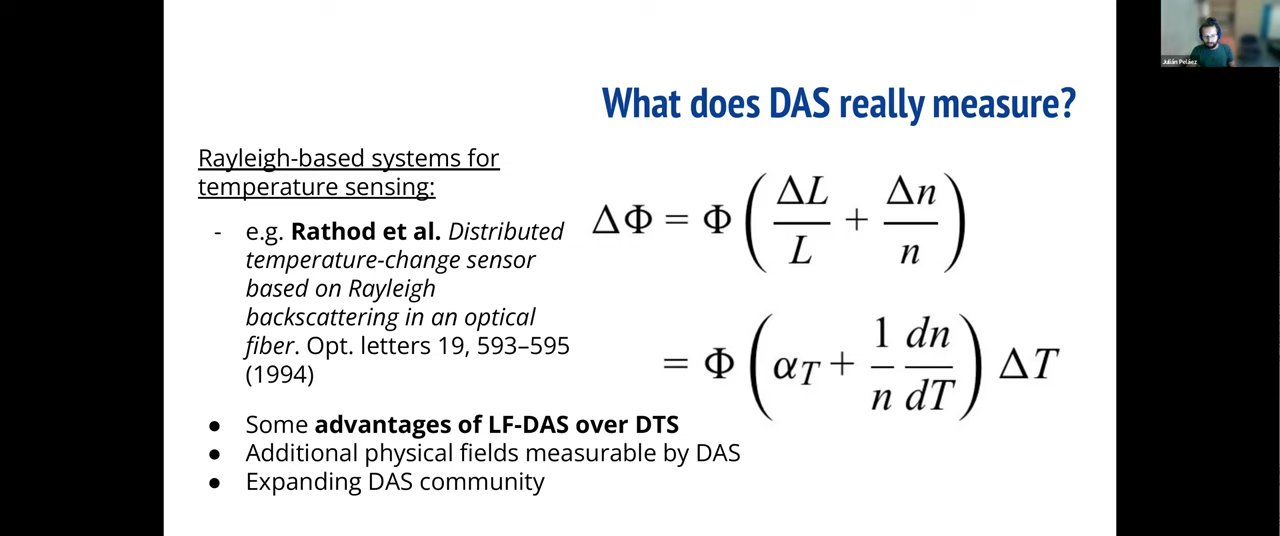 What does DAS really measure?
Rayleigh-based systems for
temperature sensing:
- e.g. Rathod et al. Distributed
temperature-change sensor
based on Rayleigh
backscattering in an optical
fiber. Opt. letters 19, 593–595
(1994)
ΔΦ = Φ (ΔL/L + Δn/n)
= Φ (α_T + 1/n dn/dT) ΔT
● Some advantages of LF-DAS over DTS
● Additional physical fields measurable by DAS
● Expanding DAS community
Julián Peláez